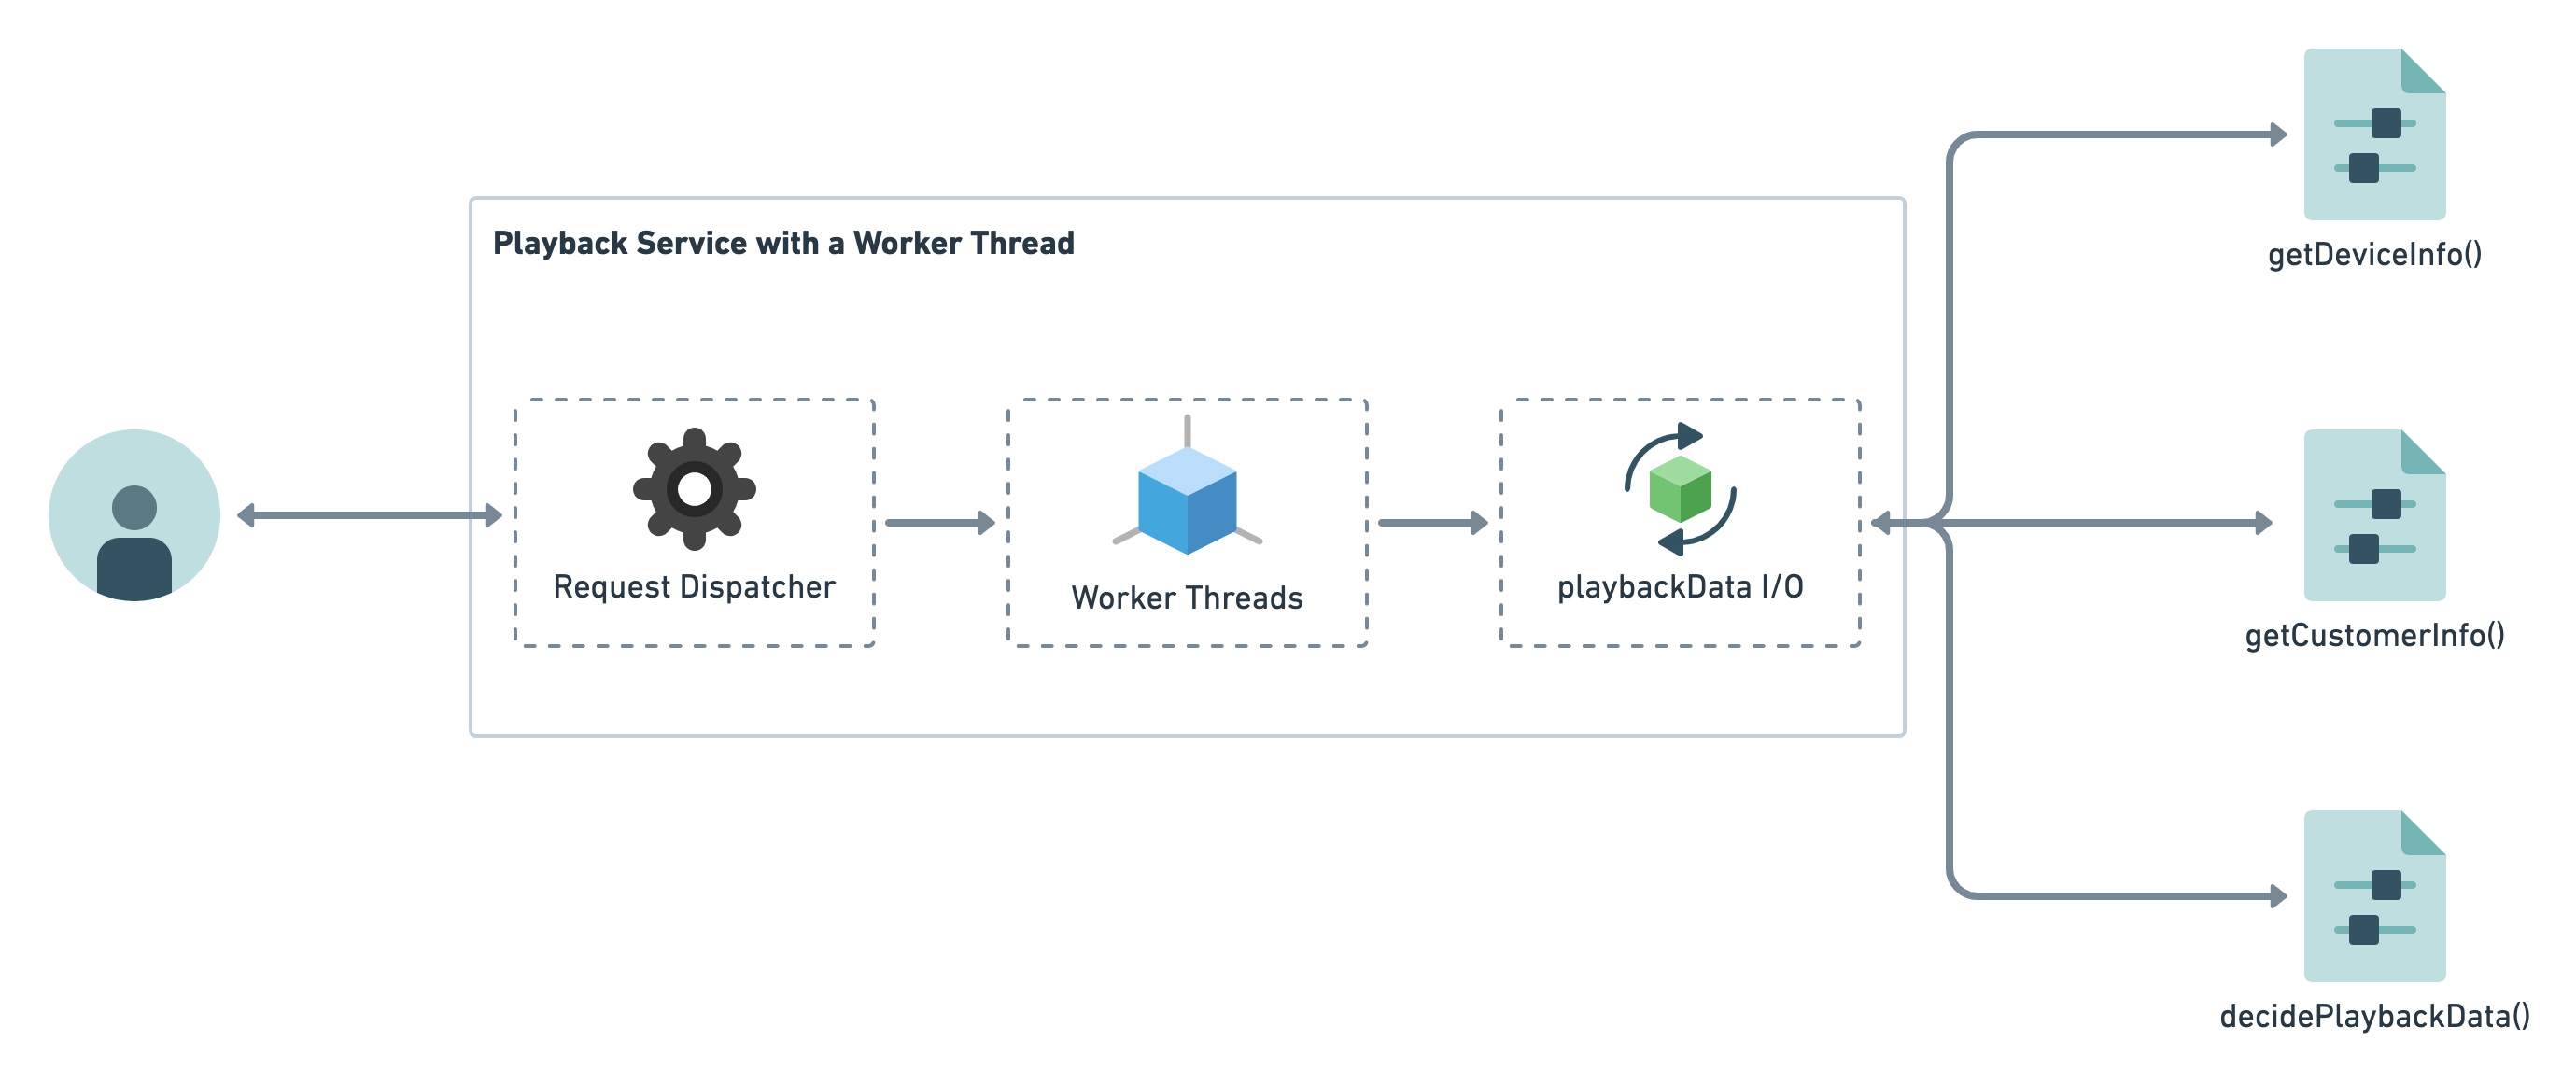 Playback Service with a Worker Thread
Request Dispatcher
Worker Threads
playbackData I/O
getDeviceInfo()
getCustomerInfo()
decidePlaybackData()